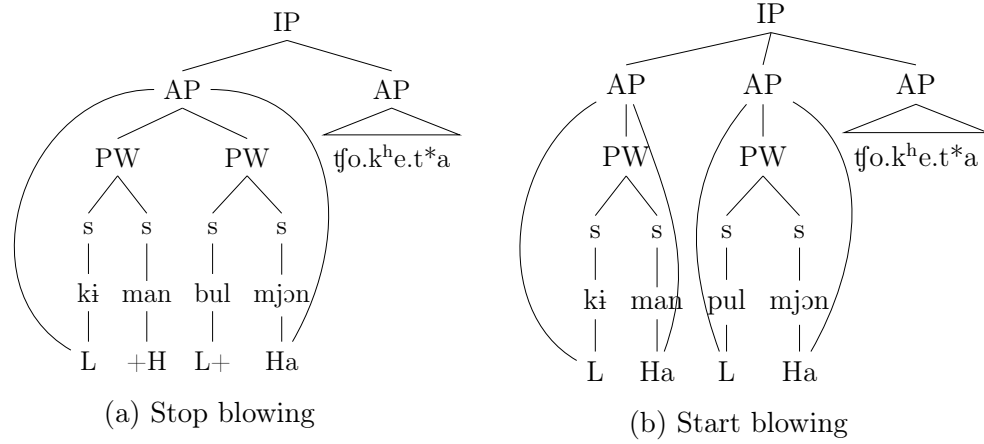 IP
AP AP
PW PW ʧo.kʰe.t*a
s s s s
kɨ man bul mjɔn
L +H L+ Ha
(a) Stop blowing
IP
AP AP AP
PW PW ʧo.kʰe.t*a
s s s s
kɨ man pul mjɔn
L Ha L Ha
(b) Start blowing